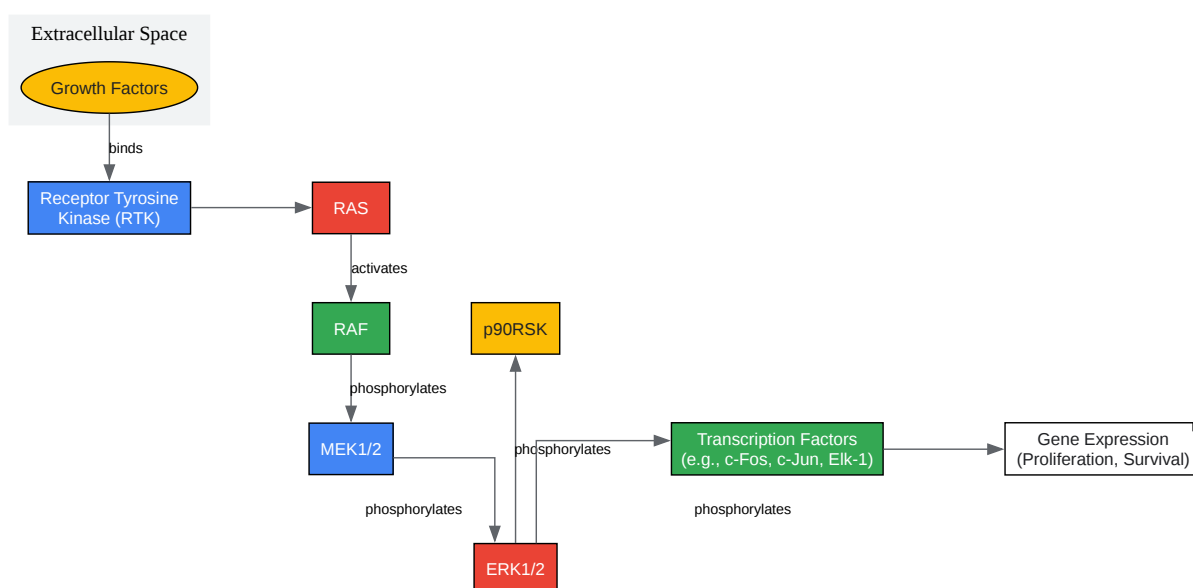 Extracellular Space
Growth Factors
binds
Receptor Tyrosine
Kinase (RTK)
RAS
activates
RAF
p90RSK
phosphorylates
MEK1/2
phosphorylates
Transcription Factors
(e.g., c-Fos, c-Jun, Elk-1)
Gene Expression
(Proliferation, Survival)
phosphorylates
phosphorylates
ERK1/2